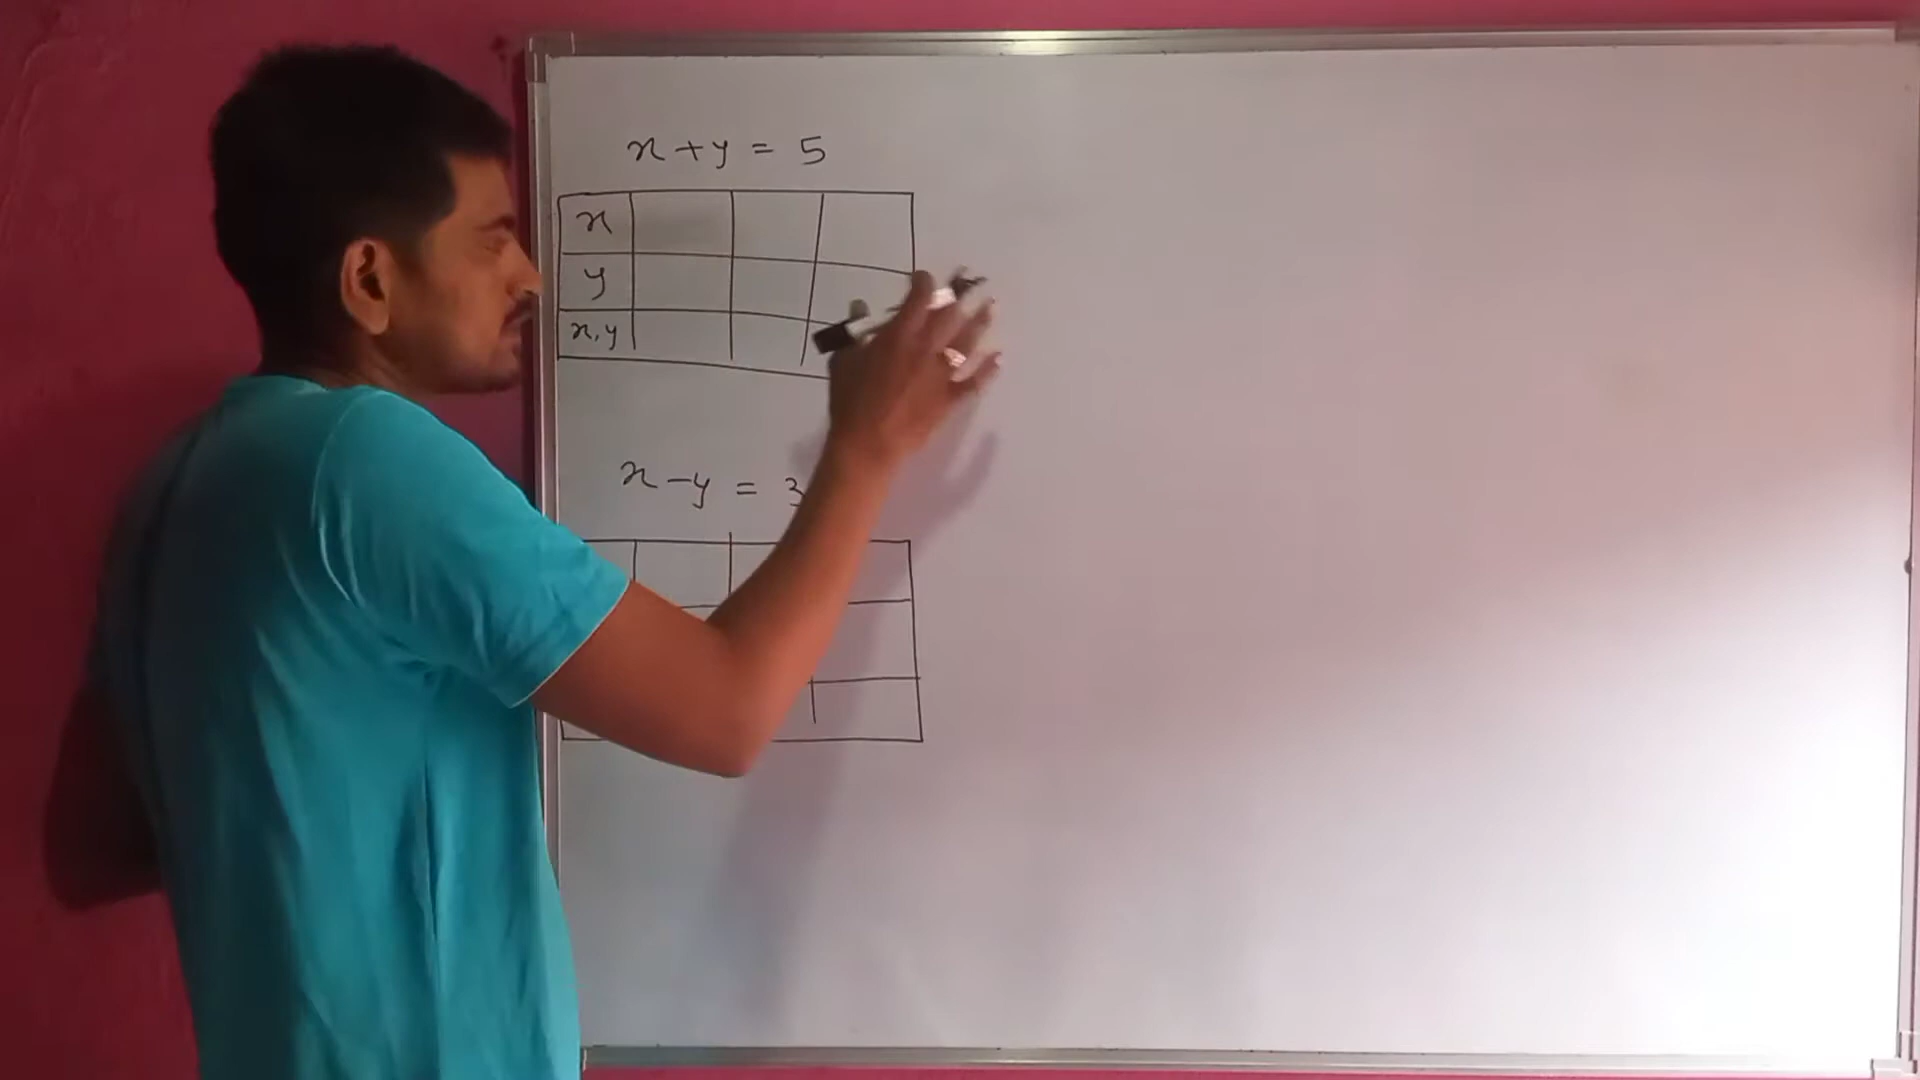 x + y = 5
x
y
x, y
x - y = 3